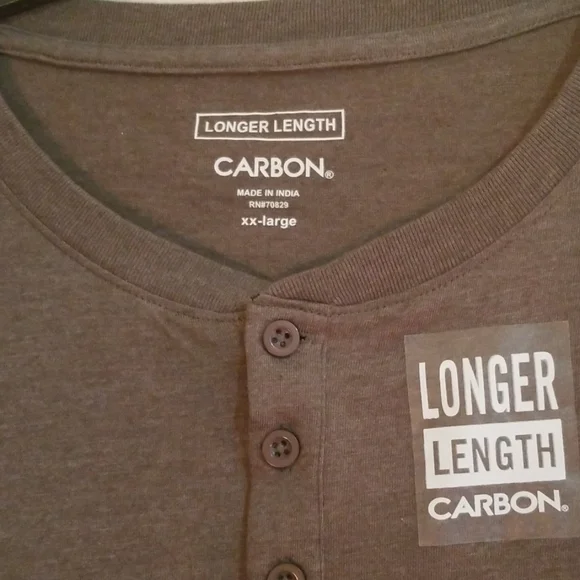 LONGER LENGTH
CARBON®
MADE IN INDIA
RN#70829
xx-large
LONGER
LENGTH
CARBON®